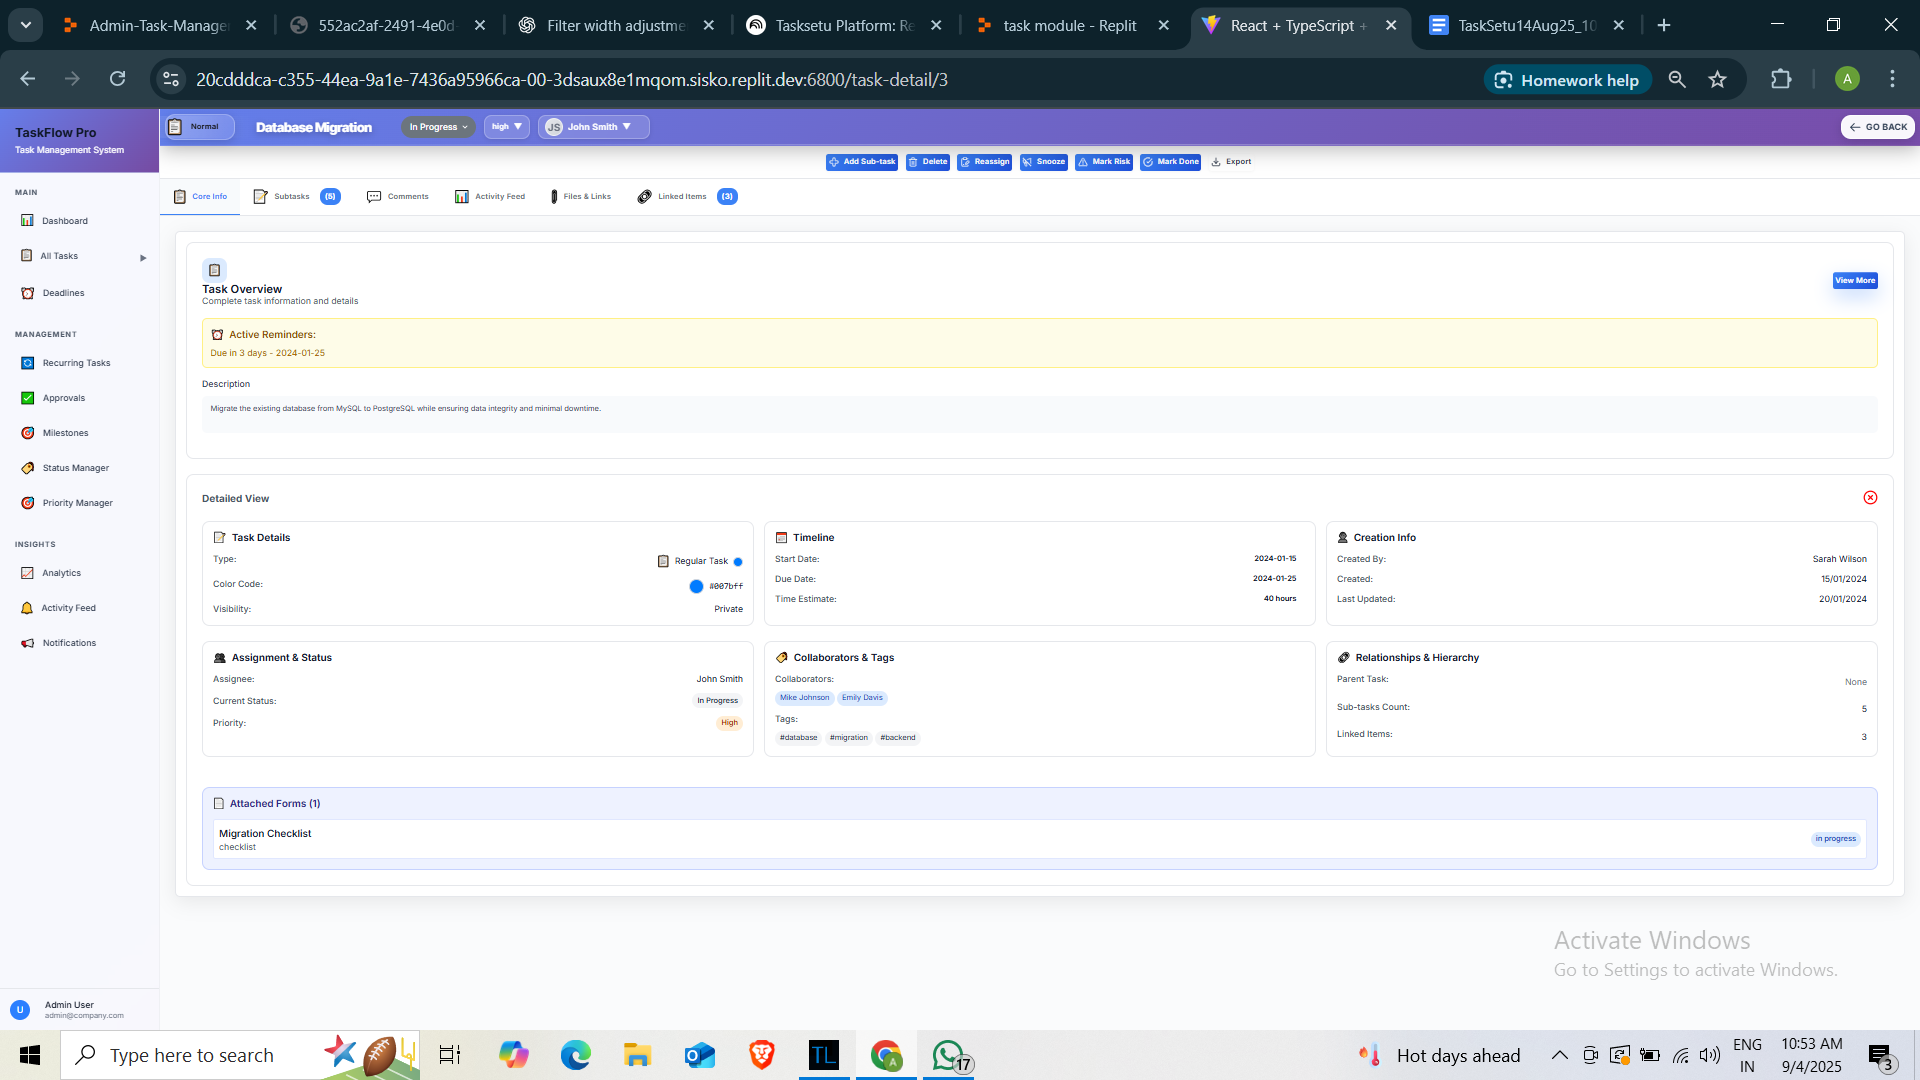 Admin-Task-Manage
552ac2af-2491-4e0d-
Filter width adjustme
Tasksetu Platform: Re
task module - Replit
React + TypeScript +
TaskSetu14Aug25_10
20cdddca-c355-44ea-9a1e-7436a95966ca-00-3dsaux8e1mqom.sisko.replit.dev:6800/task-detail/3
Homework help
A
TaskFlow Pro
Task Management System
Normal
Database Migration
In Progress
high ▼
JS John Smith ▼
GO BACK
Add Sub-task
Delete
Reassign
Snooze
Mark Risk
Mark Done
Export
Core Info
Subtasks (5)
Comments
Activity Feed
Files & Links
Linked Items (3)
MAIN
Dashboard
All Tasks
Deadlines
MANAGEMENT
Recurring Tasks
Approvals
Milestones
Status Manager
Priority Manager
INSIGHTS
Analytics
Activity Feed
Notifications
U
Admin User
admin@company.com
Task Overview
Complete task information and details
View More
Active Reminders:
Due in 3 days - 2024-01-25
Description
Migrate the existing database from MySQL to PostgreSQL while ensuring data integrity and minimal downtime.
Detailed View
Task Details
Type: Regular Task
Color Code: #007bff
Visibility: Private
Timeline
Start Date: 2024-01-15
Due Date: 2024-01-25
Time Estimate: 40 hours
Creation Info
Created By: Sarah Wilson
Created: 15/01/2024
Last Updated: 20/01/2024
Assignment & Status
Assignee: John Smith
Current Status: In Progress
Priority: High
Collaborators & Tags
Collaborators:
Mike Johnson Emily Davis
Tags:
#database #migration #backend
Relationships & Hierarchy
Parent Task: None
Sub-tasks Count: 5
Linked Items: 3
Attached Forms (1)
Migration Checklist
checklist
in progress
Activate Windows
Go to Settings to activate Windows.
Type here to search
TL
A
17
Hot days ahead
ENG
IN
10:53 AM
9/4/2025
3